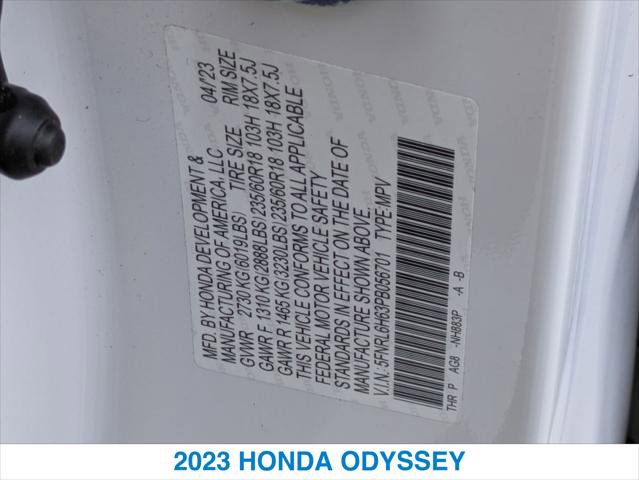 MFD. BY HONDA DEVELOPMENT & 04/23
MANUFACTURING OF AMERICA, LLC
GVWR 2730 KG(6019LBS) TIRE SIZE RIM SIZE
GAWR F 1310 KG(2888LBS)235/60R18 103H 18X7.5J
GAWR R 1465 KG(3230LBS)235/60R18 103H 18X7.5J
THIS VEHICLE CONFORMS TO ALL APPLICABLE
FEDERAL MOTOR VEHICLE SAFETY
STANDARDS IN EFFECT ON THE DATE OF
MANUFACTURE SHOWN ABOVE.
V.I.N.:5FNRL6H63PB056701 TYPE:MPV
THR P AG8 -NH883P -A -B
2023 HONDA ODYSSEY